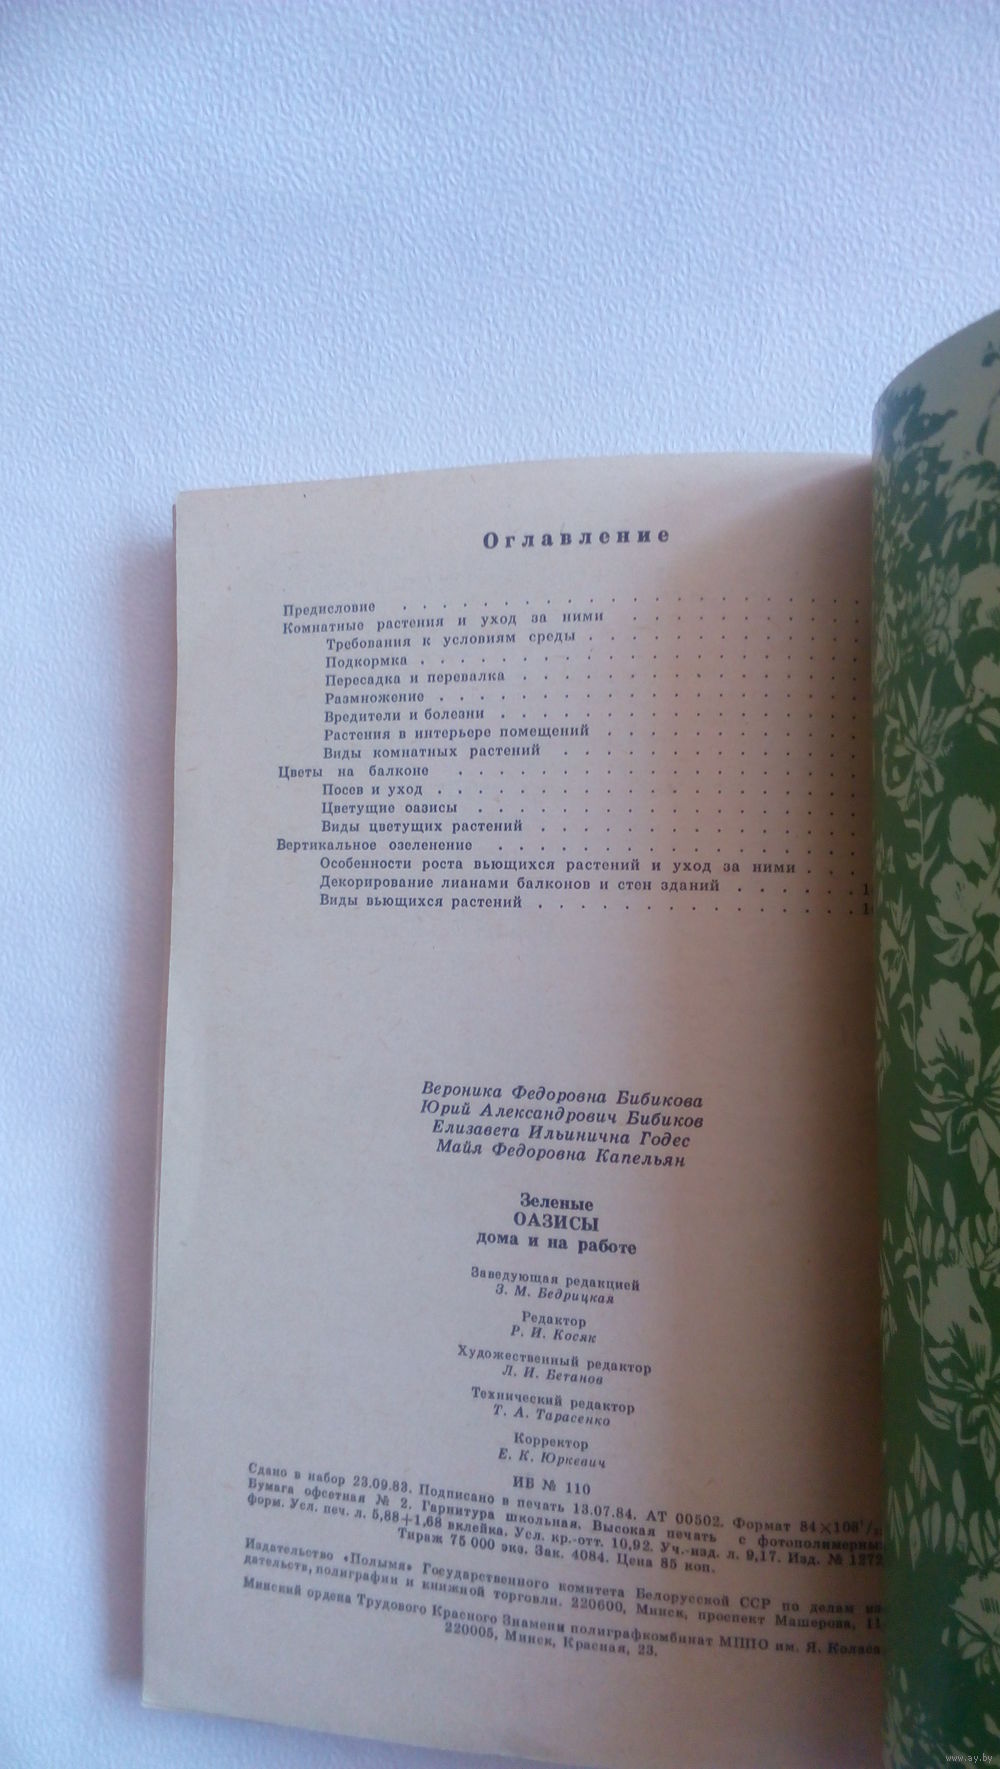 Оглавление
Предисловие
Комнатные растения и уход за ними
Требования к условиям среды
Подкормка
Пересадка и перевалка
Размножение
Вредители и болезни
Растения в интерьере помещений
Виды комнатных растений
Цветы на балконе
Посев и уход
Цветущие оазисы
Виды цветущих растений
Вертикальное озеленение
Особенности роста вьющихся растений и уход за ними
Декорирование лианами балконов и стен зданий
Виды вьющихся растений
Вероника Федоровна Бибикова
Юрий Александрович Бибиков
Елизавета Ильинична Годес
Майя Федоровна Капельян
Зеленые
ОАЗИСЫ
дома и на работе
Заведующая редакцией
З. М. Бедрицкая
Редактор
Р. И. Косяк
Художественный редактор
Л. И. Бетанов
Технический редактор
Т. А. Тарасенко
Корректор
Е. К. Юркевич
ИБ № 110
Сдано в набор 23.09.83. Подписано в печать 13.07.84. АТ 00502. Формат 84×108¹/
Бумага офсетная № 2. Гарнитура школьная. Высокая печать с фотополимерны
форм. Усл. печ. л. 5,88+1,68 вклейка. Усл. кр.-отт. 10,92. Уч.-изд. л. 9,17. Изд. № 1272
Тираж 75 000 экз. Зак. 4084. Цена 85 коп.
Издательство «Полымя» Государственного комитета Белорусской ССР по делам из
дательств, полиграфии и книжной торговли. 220600, Минск, проспект Машерова, 11
Минский ордена Трудового Красного Знамени полиграфкомбинат МППО им. Я. Коласа
220005, Минск, Красная, 23.
www.ay.by